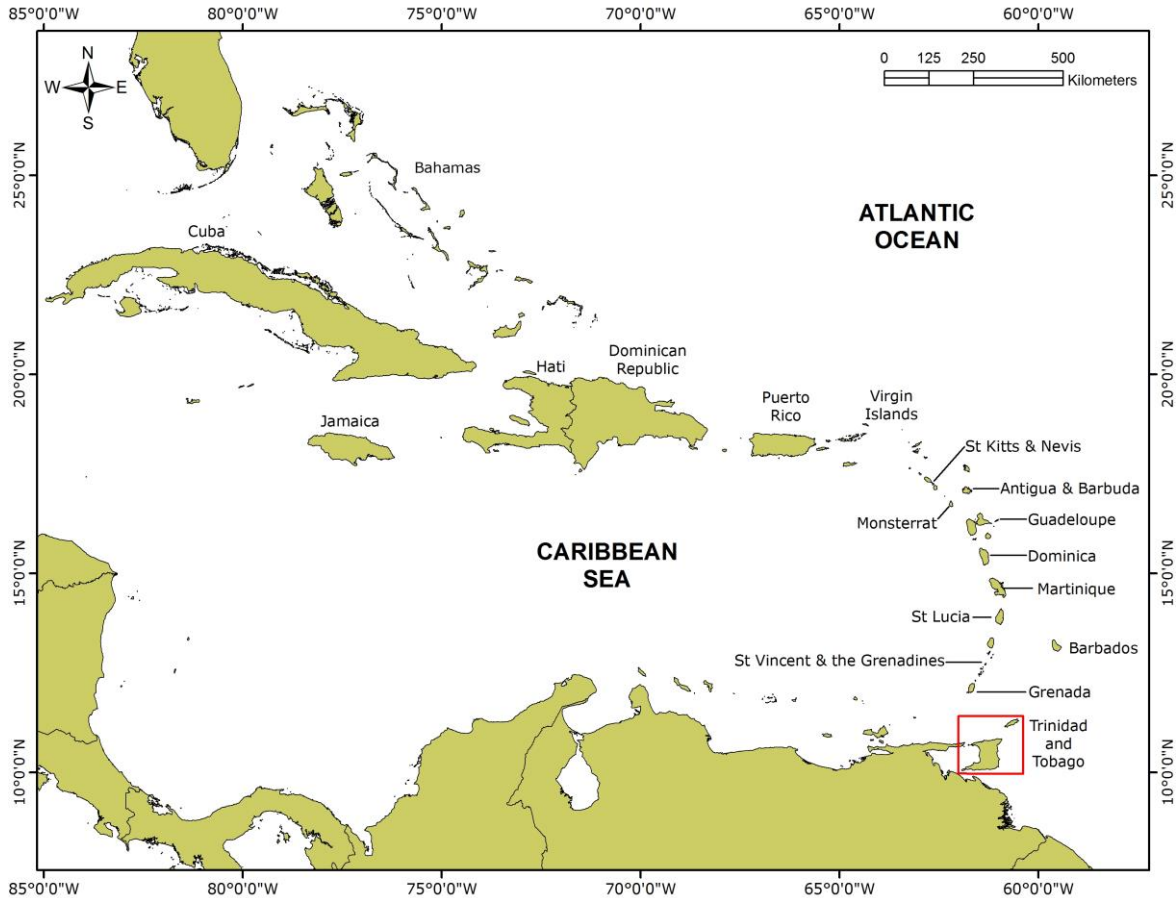 85°0'0"W 80°0'0"W 75°0'0"W 70°0'0"W 65°0'0"W 60°0'0"W
N
W E
S
0 125 250 500
Kilometers
25°0'0"N 25°0'0"N
Bahamas
ATLANTIC
OCEAN
Cuba
20°0'0"N 20°0'0"N
Hati
Dominican
Republic
Jamaica
Puerto
Rico
Virgin
Islands
St Kitts & Nevis
Antigua & Barbuda
Monsterrat
Guadeloupe
CARIBBEAN
SEA
Dominica
15°0'0"N 15°0'0"N
Martinique
St Lucia
Barbados
St Vincent & the Grenadines
Grenada
Trinidad
and
Tobago
10°0'0"N 10°0'0"N
85°0'0"W 80°0'0"W 75°0'0"W 70°0'0"W 65°0'0"W 60°0'0"W